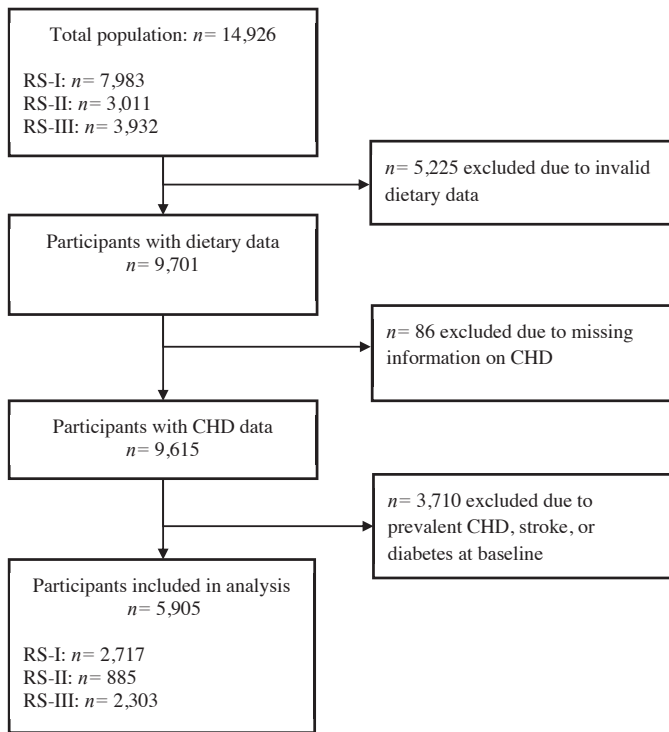 Total population: n= 14,926
RS-I: n= 7,983
RS-II: n= 3,011
RS-III: n= 3,932
n= 5,225 excluded due to invalid
dietary data
Participants with dietary data
n= 9,701
n= 86 excluded due to missing
information on CHD
Participants with CHD data
n= 9,615
n= 3,710 excluded due to
prevalent CHD, stroke, or
diabetes at baseline
Participants included in analysis
n= 5,905
RS-I: n= 2,717
RS-II: n= 885
RS-III: n= 2,303